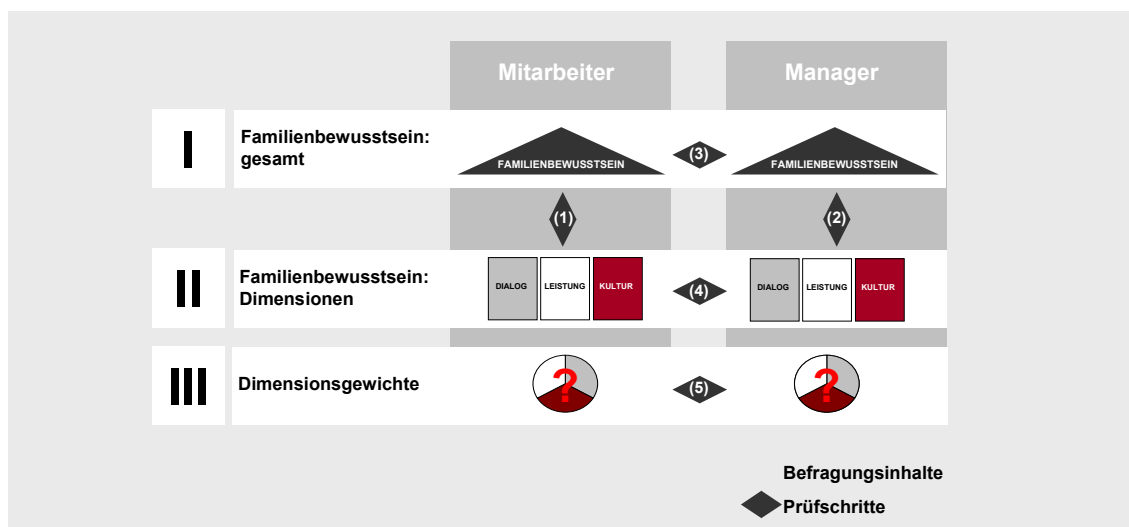 Mitarbeiter Manager
I Familienbewusstsein:
gesamt
FAMILIENBEWUSSTSEIN (3) FAMILIENBEWUSSTSEIN
(1) (2)
II Familienbewusstsein:
Dimensionen
DIALOG LEISTUNG KULTUR (4) DIALOG LEISTUNG KULTUR
III Dimensionsgewichte ? (5) ?
Befragungsinhalte
Prüfschritte